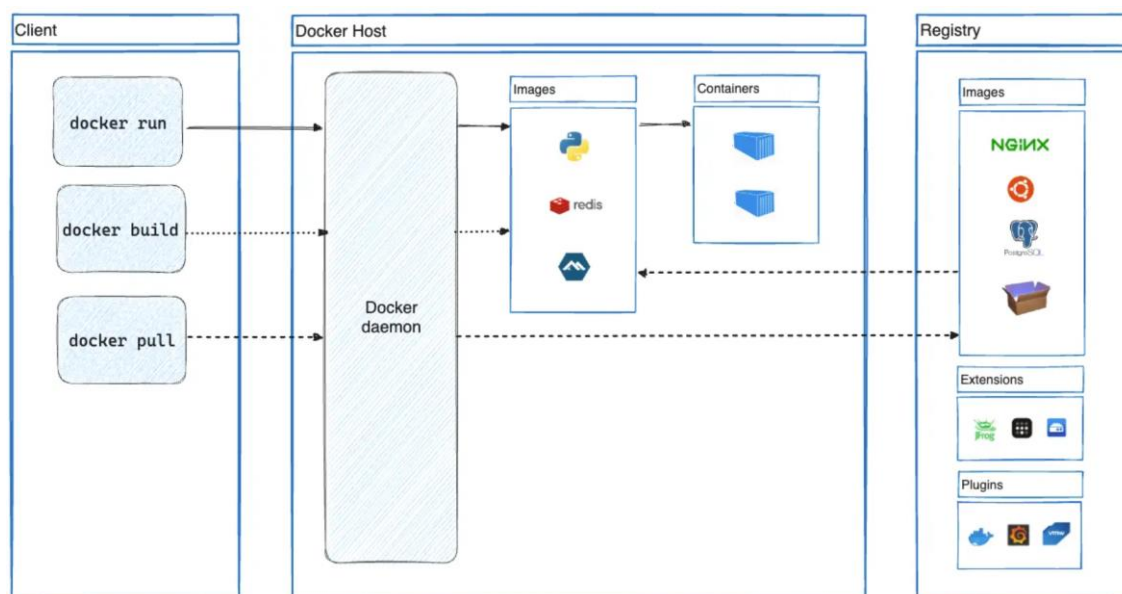 Client
docker run
docker build
docker pull
Docker Host
Docker
daemon
Images
redis
Containers
Registry
Images
NGINX
PostgreSQL
Extensions
JFrog
Plugins